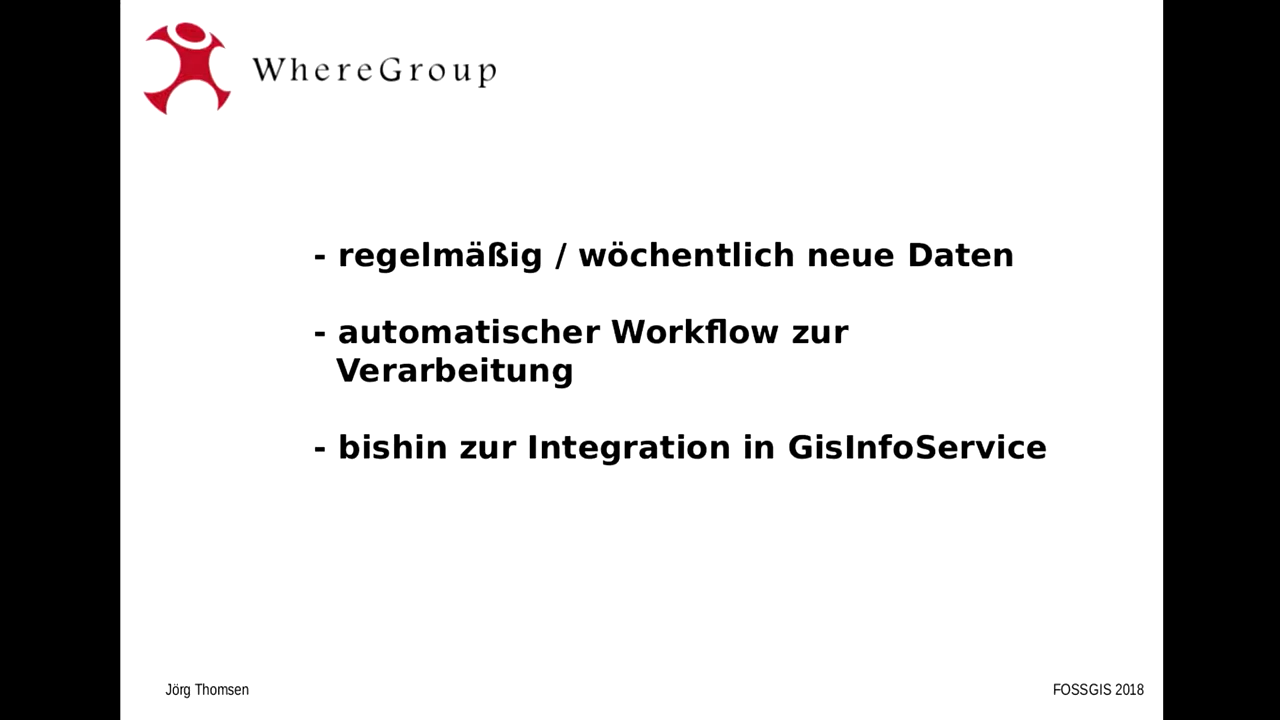 WhereGroup
- regelmäßig / wöchentlich neue Daten
- automatischer Workflow zur
Verarbeitung
- bishin zur Integration in GisInfoService
Jörg Thomsen
FOSSGIS 2018